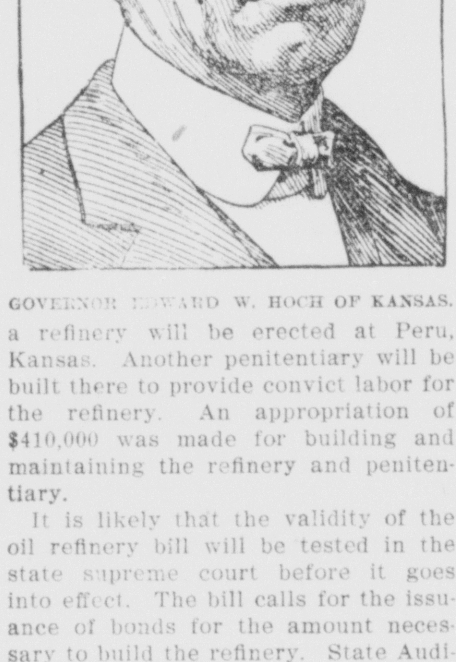 GOVERNOR EDWARD W. HOCH OF KANSAS.
a refinery will be erected at Peru,
Kansas. Another penitentiary will be
built there to provide convict labor for
the refinery. An appropriation of
$410,000 was made for building and
maintaining the refinery and peniten-
tiary.
It is likely that the validity of the
oil refinery bill will be tested in the
state supreme court before it goes
into effect. The bill calls for the issu-
ance of bonds for the amount neces-
sary to build the refinery. State Audi-